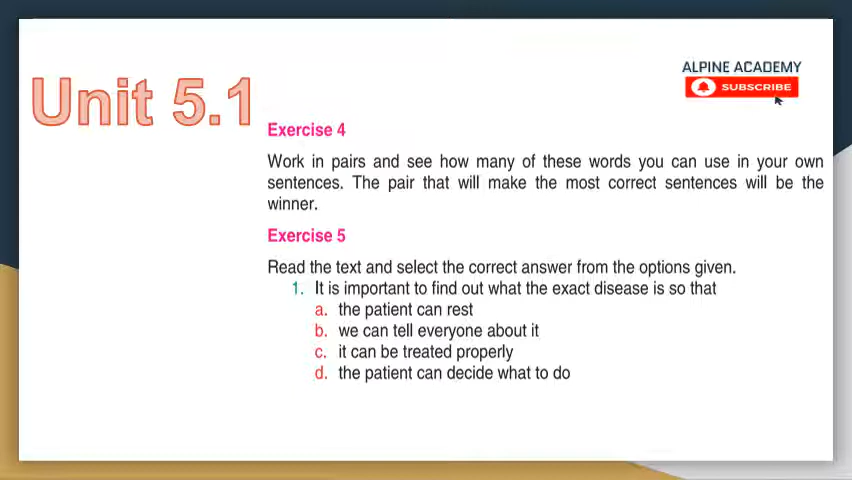 Unit 5.1
ALPINE ACADEMY
SUBSCRIBE
Exercise 4
Work in pairs and see how many of these words you can use in your own
sentences. The pair that will make the most correct sentences will be the
winner.
Exercise 5
Read the text and select the correct answer from the options given.
1. It is important to find out what the exact disease is so that
a. the patient can rest
b. we can tell everyone about it
c. it can be treated properly
d. the patient can decide what to do